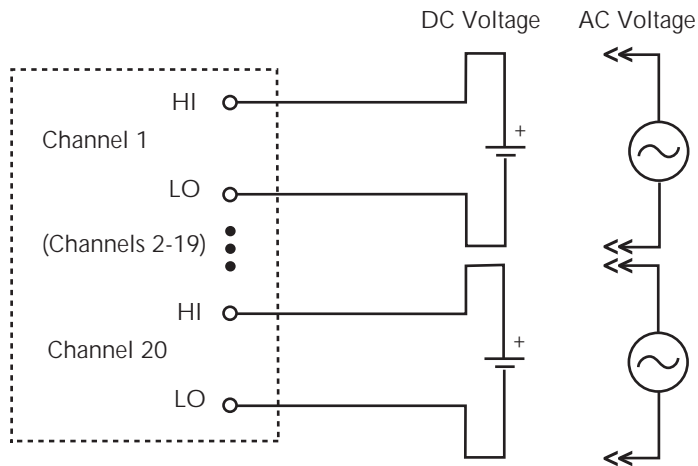 DC Voltage AC Voltage
HI
Channel 1
+
LO
(Channels 2-19)
HI
Channel 20
+
LO